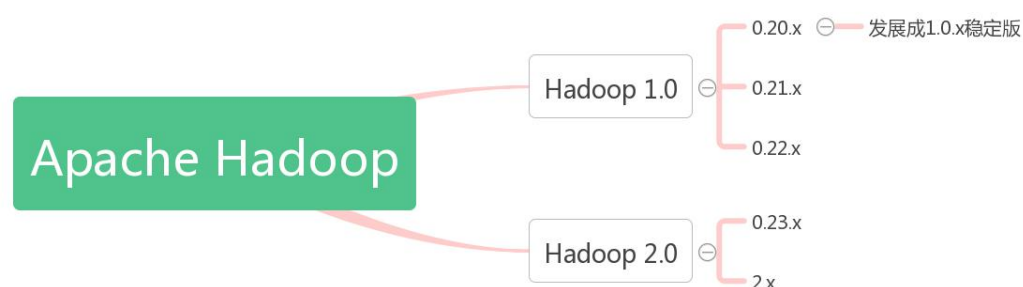 Apache Hadoop
Hadoop 1.0
0.20.x
发展成1.0.x稳定版
0.21.x
0.22.x
Hadoop 2.0
0.23.x
2.x